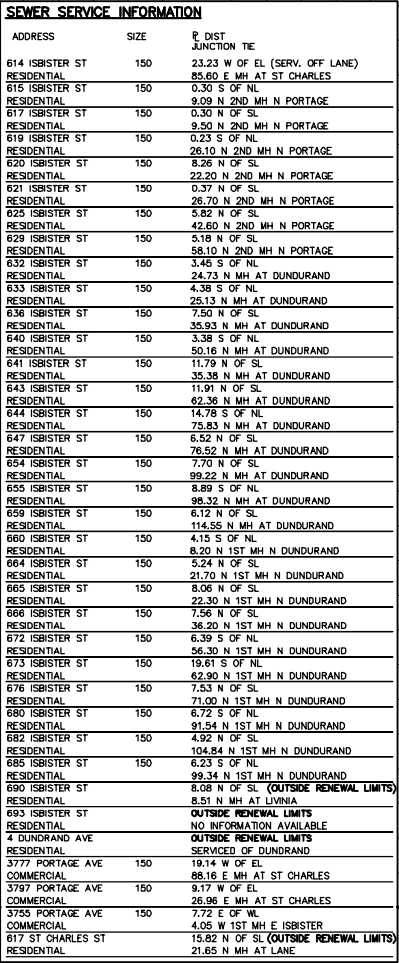 SEWER SERVICE INFORMATION
ADDRESS SIZE ℄ DIST
JUNCTION TIE
614 ISBISTER ST 150 23.23 W OF EL (SERV. OFF LANE)
RESIDENTIAL 85.60 E MH AT ST CHARLES
615 ISBISTER ST 150 0.30 S OF NL
RESIDENTIAL 9.09 N 2ND MH N PORTAGE
617 ISBISTER ST 150 0.30 N OF SL
RESIDENTIAL 9.50 N 2ND MH N PORTAGE
619 ISBISTER ST 150 0.23 S OF NL
RESIDENTIAL 26.10 N 2ND MH N PORTAGE
620 ISBISTER ST 150 8.26 N OF SL
RESIDENTIAL 22.20 N 2ND MH N PORTAGE
621 ISBISTER ST 150 0.37 N OF SL
RESIDENTIAL 26.70 N 2ND MH N PORTAGE
625 ISBISTER ST 150 5.82 N OF SL
RESIDENTIAL 42.60 N 2ND MH N PORTAGE
629 ISBISTER ST 150 5.18 N OF SL
RESIDENTIAL 58.10 N 2ND MH N PORTAGE
632 ISBISTER ST 150 3.45 S OF NL
RESIDENTIAL 24.73 N MH AT DUNDURAND
633 ISBISTER ST 150 4.38 S OF NL
RESIDENTIAL 25.13 N MH AT DUNDURAND
636 ISBISTER ST 150 7.50 N OF SL
RESIDENTIAL 35.93 N MH AT DUNDURAND
640 ISBISTER ST 150 3.38 S OF NL
RESIDENTIAL 50.16 N MH AT DUNDURAND
641 ISBISTER ST 150 11.79 N OF SL
RESIDENTIAL 35.38 N MH AT DUNDURAND
643 ISBISTER ST 150 11.91 N OF SL
RESIDENTIAL 62.36 N MH AT DUNDURAND
644 ISBISTER ST 150 14.78 S OF NL
RESIDENTIAL 75.83 N MH AT DUNDURAND
647 ISBISTER ST 150 6.52 N OF SL
RESIDENTIAL 76.52 N MH AT DUNDURAND
654 ISBISTER ST 150 7.70 N OF SL
RESIDENTIAL 99.22 N MH AT DUNDURAND
655 ISBISTER ST 150 8.89 S OF NL
RESIDENTIAL 98.32 N MH AT DUNDURAND
659 ISBISTER ST 150 6.12 N OF SL
RESIDENTIAL 114.55 N MH AT DUNDURAND
660 ISBISTER ST 150 4.15 S OF NL
RESIDENTIAL 8.20 N 1ST MH N DUNDURAND
664 ISBISTER ST 150 5.24 N OF SL
RESIDENTIAL 21.70 N 1ST MH N DUNDURAND
665 ISBISTER ST 150 8.06 N OF SL
RESIDENTIAL 22.30 N 1ST MH N DUNDURAND
666 ISBISTER ST 150 7.56 N OF SL
RESIDENTIAL 36.20 N 1ST MH N DUNDURAND
672 ISBISTER ST 150 6.39 S OF NL
RESIDENTIAL 56.30 N 1ST MH N DUNDURAND
673 ISBISTER ST 150 19.61 S OF NL
RESIDENTIAL 62.90 N 1ST MH N DUNDURAND
676 ISBISTER ST 150 7.53 N OF SL
RESIDENTIAL 71.00 N 1ST MH N DUNDURAND
680 ISBISTER ST 150 6.72 S OF NL
RESIDENTIAL 91.54 N 1ST MH N DUNDURAND
682 ISBISTER ST 150 4.92 N OF SL
RESIDENTIAL 104.84 N 1ST MH N DUNDURAND
685 ISBISTER ST 150 6.23 S OF NL
RESIDENTIAL 99.34 N 1ST MH N DUNDURAND
690 ISBISTER ST 8.08 N OF SL (OUTSIDE RENEWAL LIMITS)
RESIDENTIAL 8.51 N MH AT LIVINIA
693 ISBISTER ST OUTSIDE RENEWAL LIMITS
RESIDENTIAL NO INFORMATION AVAILABLE
4 DUNDRAND AVE OUTSIDE RENEWAL LIMITS
RESIDENTIAL SERVICED OF DUNDRAND
3777 PORTAGE AVE 150 19.14 W OF EL
COMMERCIAL 88.16 E MH AT ST CHARLES
3797 PORTAGE AVE 150 9.17 W OF EL
COMMERCIAL 26.96 E MH AT ST CHARLES
3755 PORTAGE AVE 150 7.72 E OF WL
COMMERCIAL 4.05 W 1ST MH E ISBISTER
617 ST CHARLES ST 15.82 N OF SL (OUTSIDE RENEWAL LIMITS)
RESIDENTIAL 21.65 N MH AT LANE